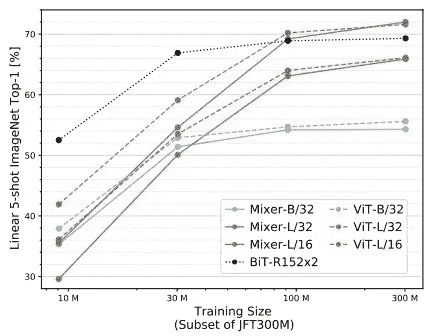 Linear 5-shot ImageNet Top-1 [%]
70
60
50
40
30
Mixer-B/32
Mixer-L/32
Mixer-L/16
BiT-R152x2
ViT-B/32
ViT-L/32
ViT-L/16
10 M
30 M
100 M
300 M
Training Size
(Subset of JFT300M)